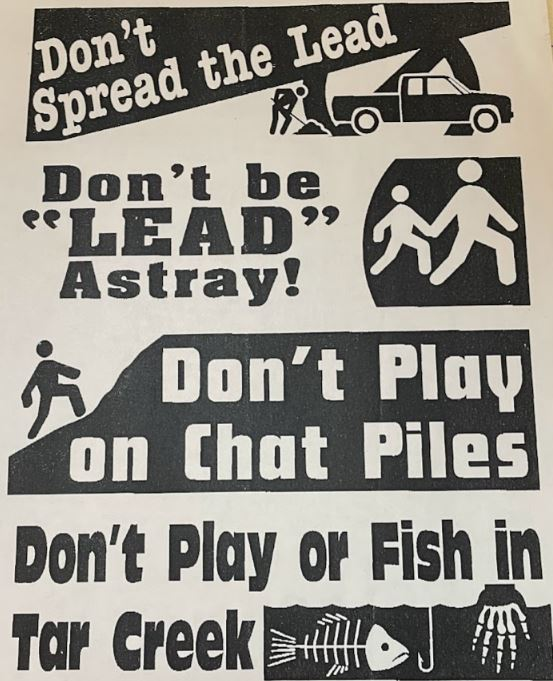 Don't
Spread the Lead
Don't be
“LEAD”
Astray!
Don't Play
on Chat Piles
Don't Play or Fish in
Tar Creek